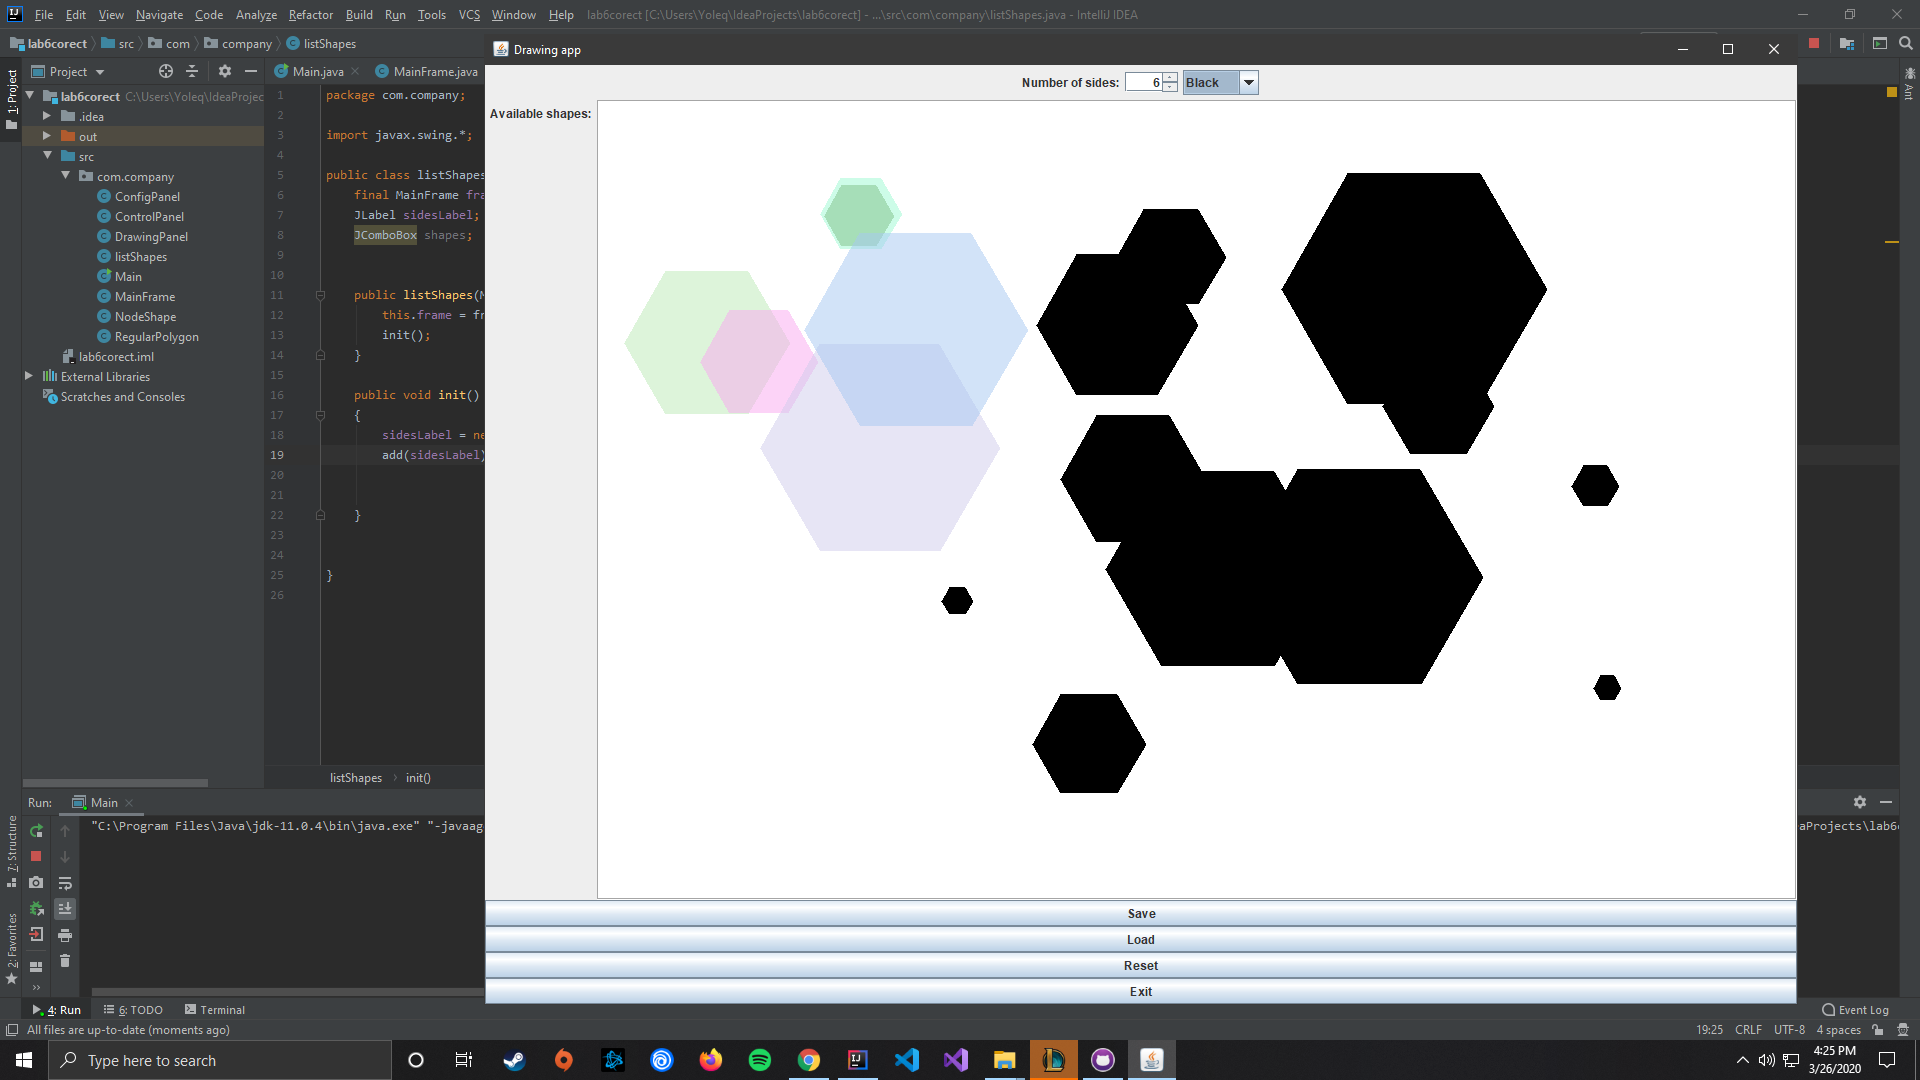 File Edit View Navigate Code Analyze Refactor Build Run Tools VCS Window Help lab6corect [C:\Users\Yoleq\IdeaProjects\lab6corect] - ...\src\com\company\listShapes.java - IntelliJ IDEA
lab6corect src com company listShapes
Drawing app
1: Project
Project
Main.java
MainFrame.java
Number of sides: 6 Black
Available shapes:
lab6corect C:\Users\Yoleq\IdeaProjec
.idea
out
src
com.company
ConfigPanel
ControlPanel
DrawingPanel
listShapes
Main
MainFrame
NodeShape
RegularPolygon
lab6corect.iml
External Libraries
Scratches and Consoles
1 package com.company;
2
3 import javax.swing.*;
4
5 public class listShapes
6 final MainFrame fra
7 JLabel sidesLabel;
8 JComboBox shapes;
9
10
11 public listShapes(M
12 this.frame = fr
13 init();
14 }
15
16 public void init()
17 {
18 sidesLabel = ne
19 add(sidesLabel)
20
21
22 }
23
24
25 }
26
listShapes init()
Ant
Save
Load
Reset
Exit
Run: Main
"C:\Program Files\Java\jdk-11.0.4\bin\java.exe" "-javaag
aProjects\lab6c
7: Structure
2: Favorites
4: Run 6: TODO Terminal Event Log
All files are up-to-date (moments ago) 19:25 CRLF UTF-8 4 spaces
Type here to search
4:25 PM
3/26/2020